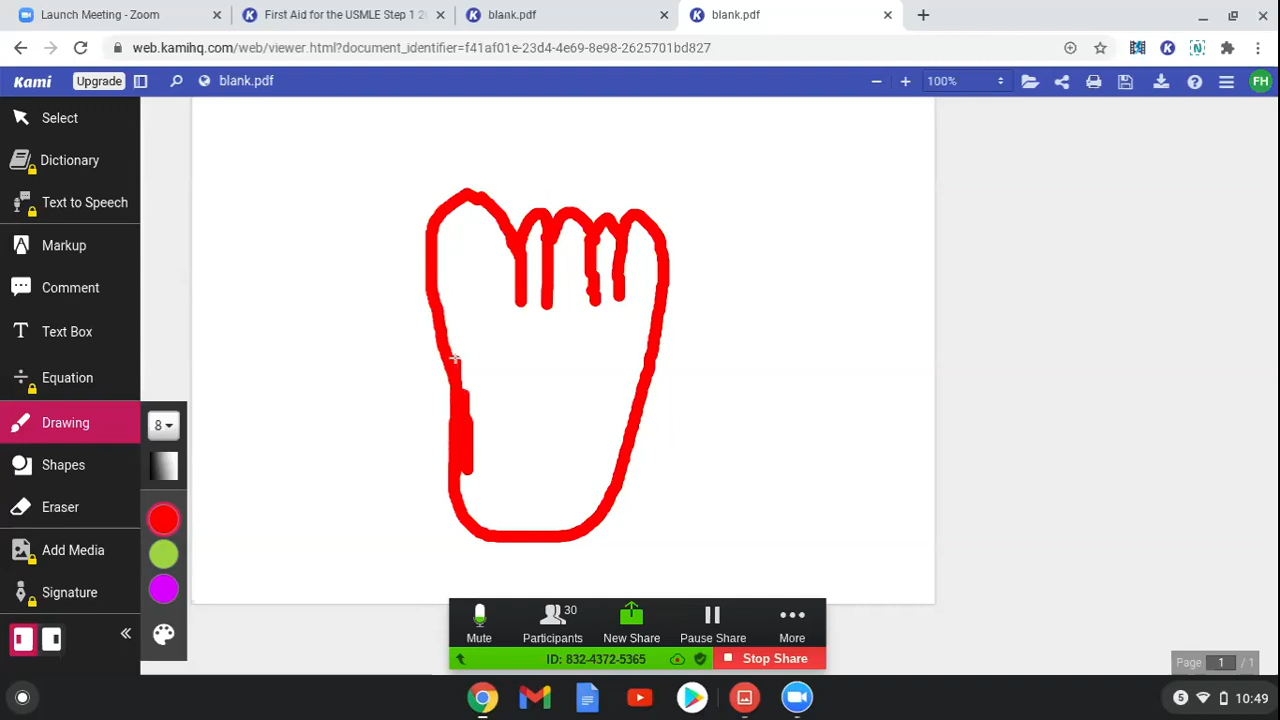 Launch Meeting - Zoom
First Aid for the USMLE Step 1 2
blank.pdf
blank.pdf
web.kamihq.com/web/viewer.html?document_identifier=f41af01e-23d4-4e69-8e98-2625701bd827
Kami
Upgrade
blank.pdf
100%
FH
Select
Dictionary
Text to Speech
Markup
Comment
Text Box
Equation
Drawing
8
Shapes
Eraser
Add Media
Signature
30
Mute
Participants
New Share
Pause Share
More
ID: 832-4372-5365
Stop Share
Page 1 / 1
5
10:49